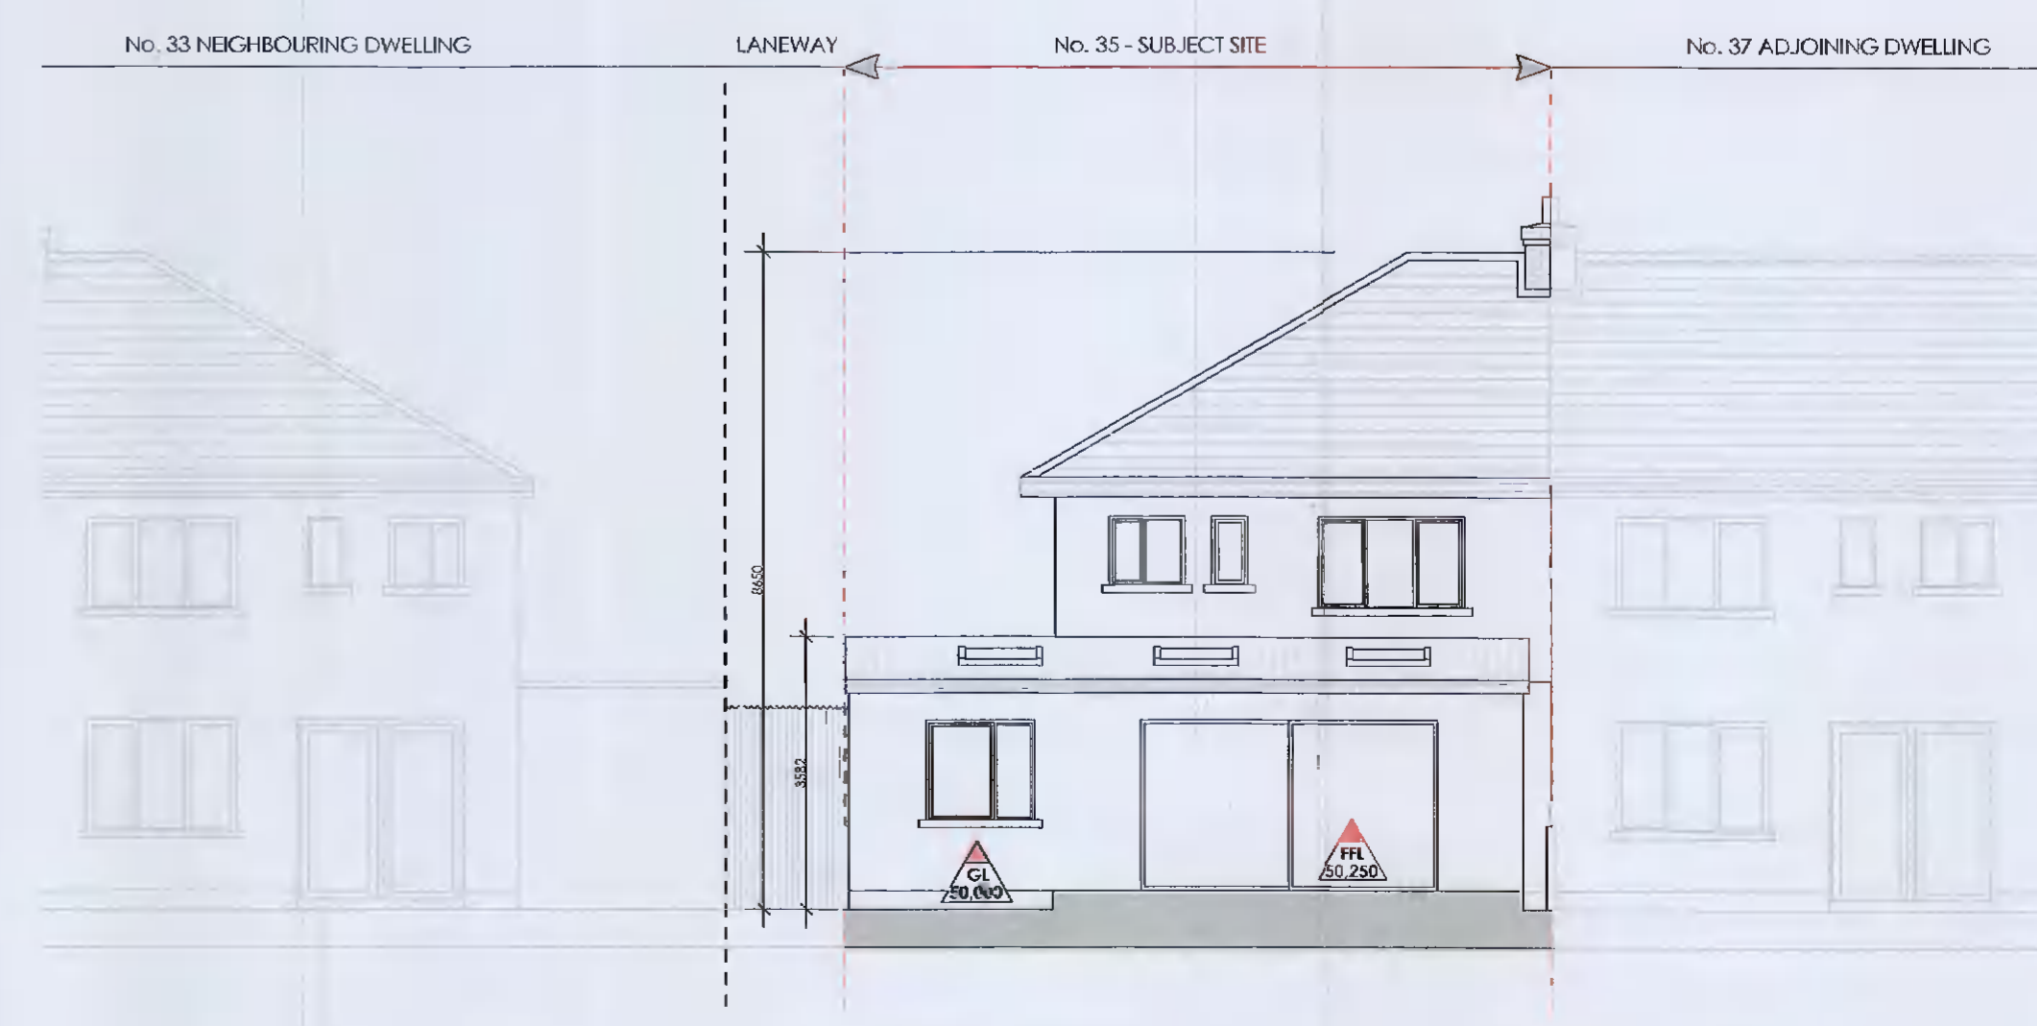 No. 33 NEIGHBOURING DWELLING
LANEWAY
No. 35 - SUBJECT SITE
No. 37 ADJOINING DWELLING
8650
3582
GL
50,000
FFL
50,250